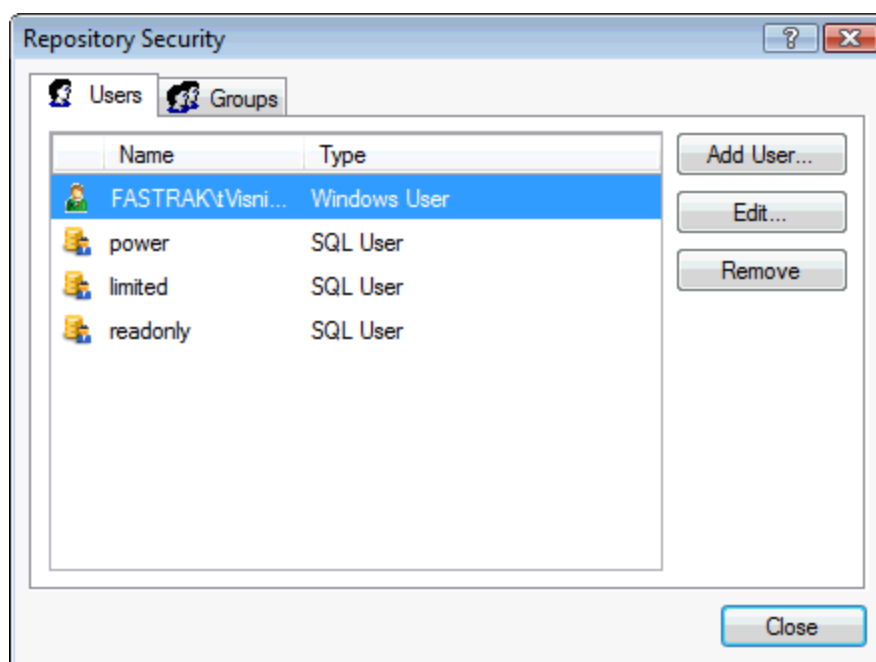 Repository Security
Users Groups
Name Type Add User...
FASTRAK\tVisni... Windows User
Edit...
power SQL User
Remove
limited SQL User
readonly SQL User
Close